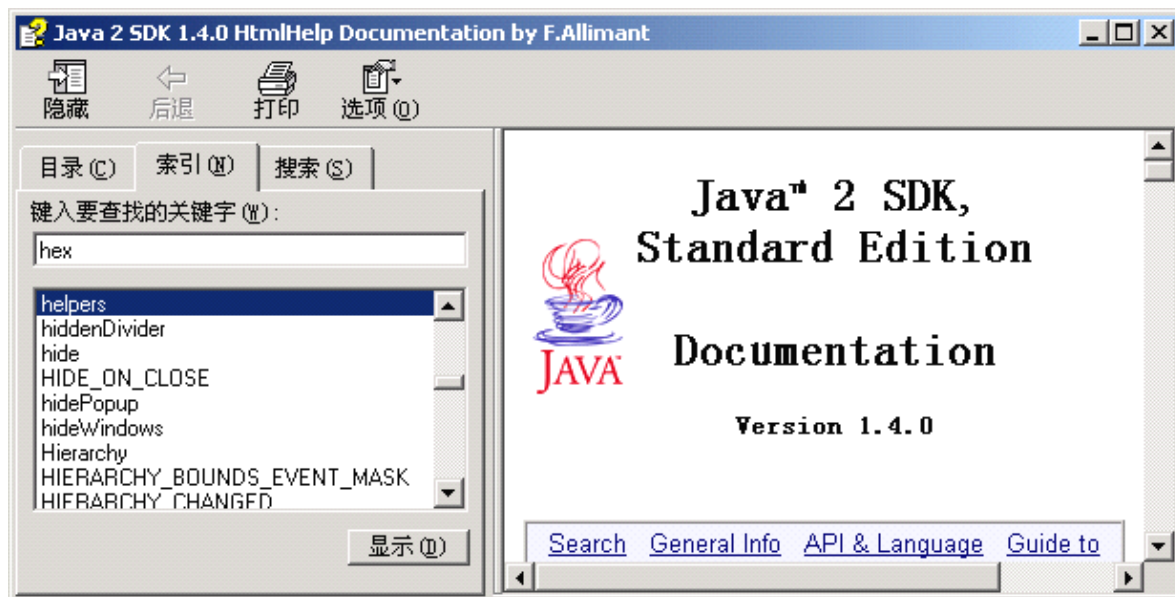 Java 2 SDK 1.4.0 HtmlHelp Documentation by F.Allimant
隐藏 后退 打印 选项(O)
目录(C) 索引(N) 搜索(S)
键入要查找的关键字(W):
hex
helpers
hiddenDivider
hide
HIDE_ON_CLOSE
hidePopup
hideWindows
Hierarchy
HIERARCHY_BOUNDS_EVENT_MASK
HIERARCHY_CHANGED
显示(D)
Java™ 2 SDK,
Standard Edition
JAVA
Documentation
Version 1.4.0
Search General Info API & Language Guide to